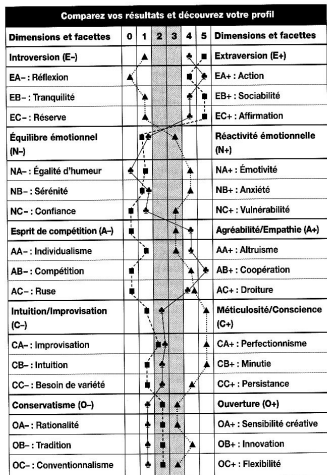 Comparez vos résultats et découvrez votre profil
Dimensions et facettes 0 1 2 3 4 5 Dimensions et facettes
Introversion (E–) Extraversion (E+)
EA– : Réflexion EA+ : Action
EB– : Tranquilité EB+ : Sociabilité
EC– : Réserve EC+ : Affirmation
Équilibre émotionnel Réactivité émotionnelle
(N–) (N+)
NA– : Égalité d'humeur NA+ : Émotivité
NB– : Sérénité NB+ : Anxiété
NC– : Confiance NC+ : Vulnérabilité
Esprit de compétition (A–) Agréabilité/Empathie (A+)
AA– : Individualisme AA+ : Altruisme
AB– : Compétition AB+ : Coopération
AC– : Ruse AC+ : Droiture
Intuition/Improvisation Méticulosité/Conscience
(C–) (C+)
CA– : Improvisation CA+ : Perfectionnisme
CB– : Intuition CB+ : Minutie
CC– : Besoin de variété CC+ : Persistance
Conservatisme (O–) Ouverture (O+)
OA– : Rationalité OA+ : Sensibilité créative
OB– : Tradition OB+ : Innovation
OC– : Conventionnalisme OC+ : Flexibilité